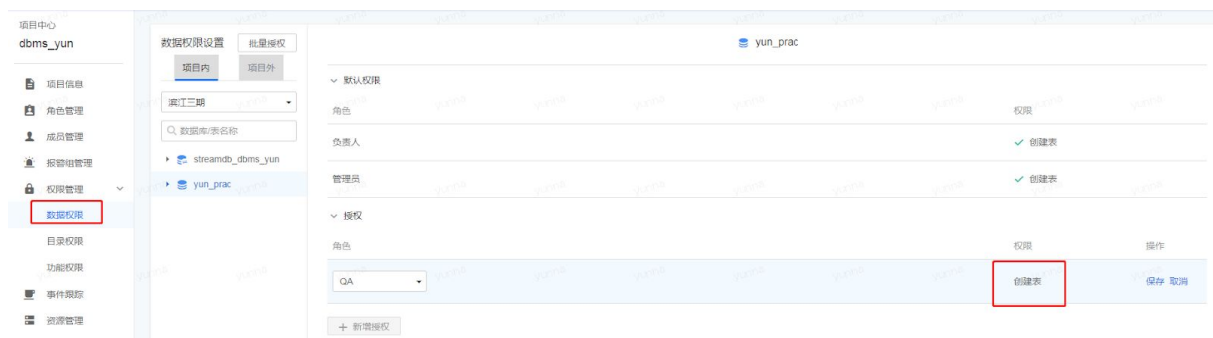 项目中心
dbms_yun
项目信息
角色管理
成员管理
报警组管理
权限管理
数据权限
目录权限
功能权限
事件跟踪
资源管理
数据权限设置 批量授权
项目内 项目外
滨江三期
数据库/表名称
streamdb_dbms_yun
yun_prac
yun_prac
默认权限
角色 权限
负责人 创建表
管理员 创建表
授权
角色 权限 操作
QA 创建表 保存 取消
+ 新增授权